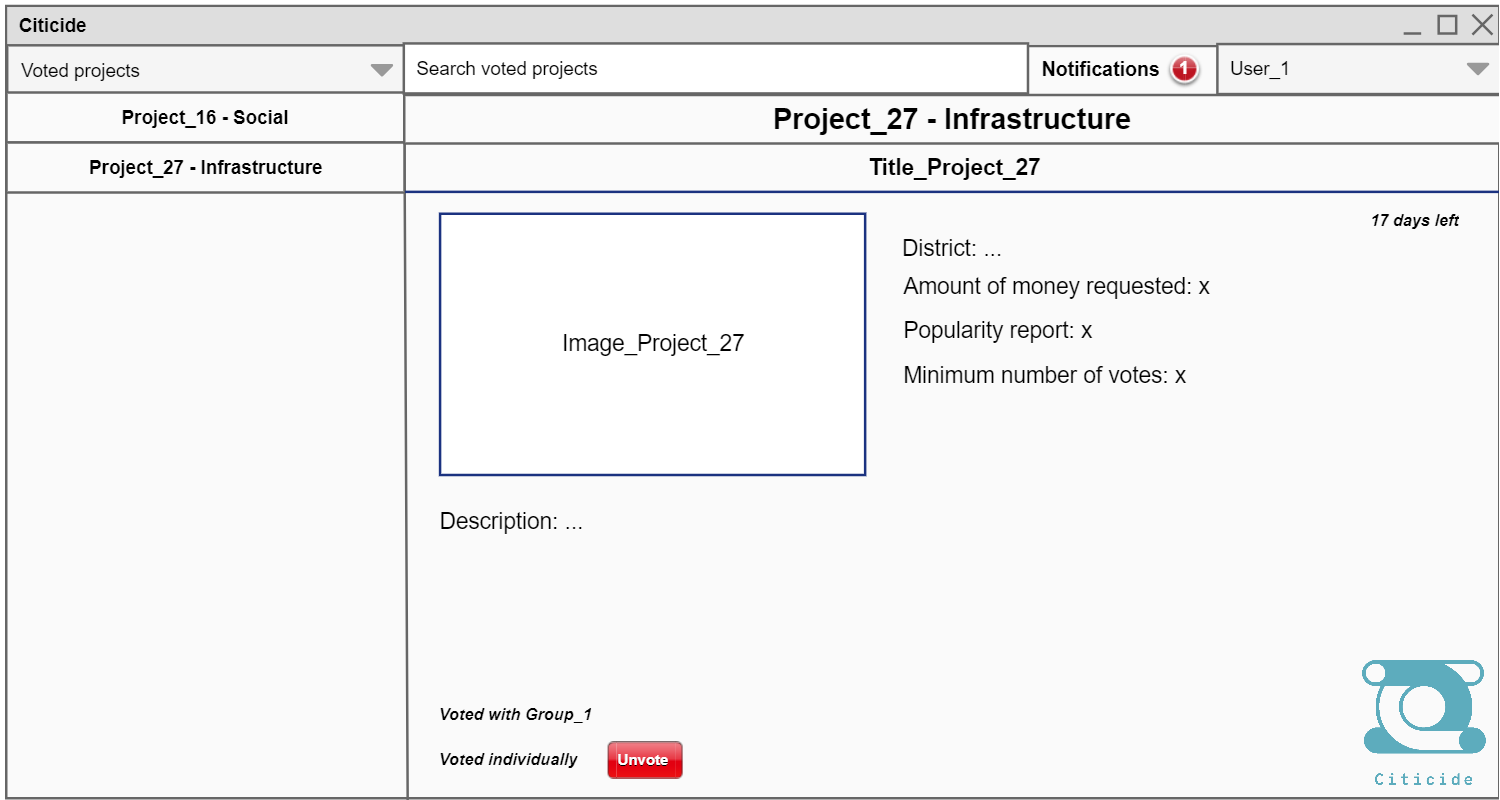 Citicide
Voted projects
Search voted projects
Notifications 1
User_1
Project_16 - Social
Project_27 - Infrastructure
Project_27 - Infrastructure
Title_Project_27
17 days left
Image_Project_27
District: ...
Amount of money requested: x
Popularity report: x
Minimum number of votes: x
Description: ...
Voted with Group_1
Voted individually
Unvote
Citicide